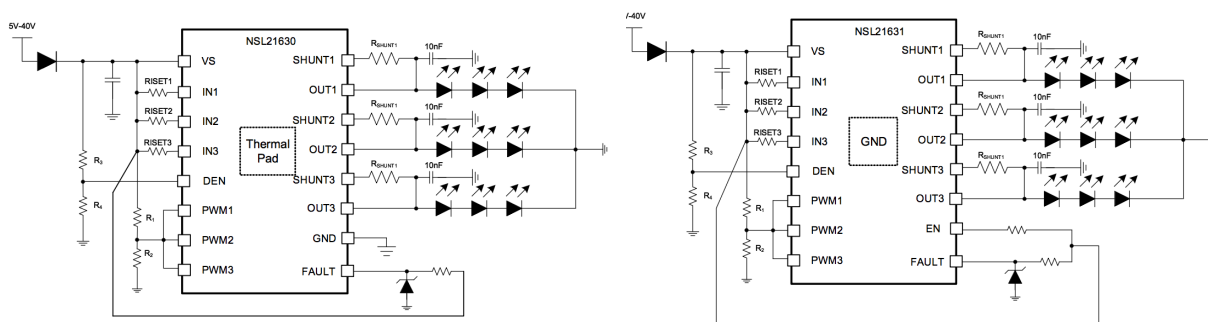 5V-40V
NSL21630
VS
IN1
IN2
IN3
DEN
PWM1
PWM2
PWM3
SHUNT1
OUT1
SHUNT2
OUT2
SHUNT3
OUT3
GND
FAULT
Thermal
Pad
RISET1
RISET2
RISET3
R3
R4
R1
R2
RSHUNT1
10nF
RSHUNT1
10nF
RSHUNT1
10nF
/-40V
NSL21631
VS
IN1
IN2
IN3
DEN
PWM1
PWM2
PWM3
SHUNT1
OUT1
SHUNT2
OUT2
SHUNT3
OUT3
EN
FAULT
GND
RISET1
RISET2
RISET3
R3
R4
R1
R2
RSHUNT1
10nF
RSHUNT1
10nF
RSHUNT1
10nF